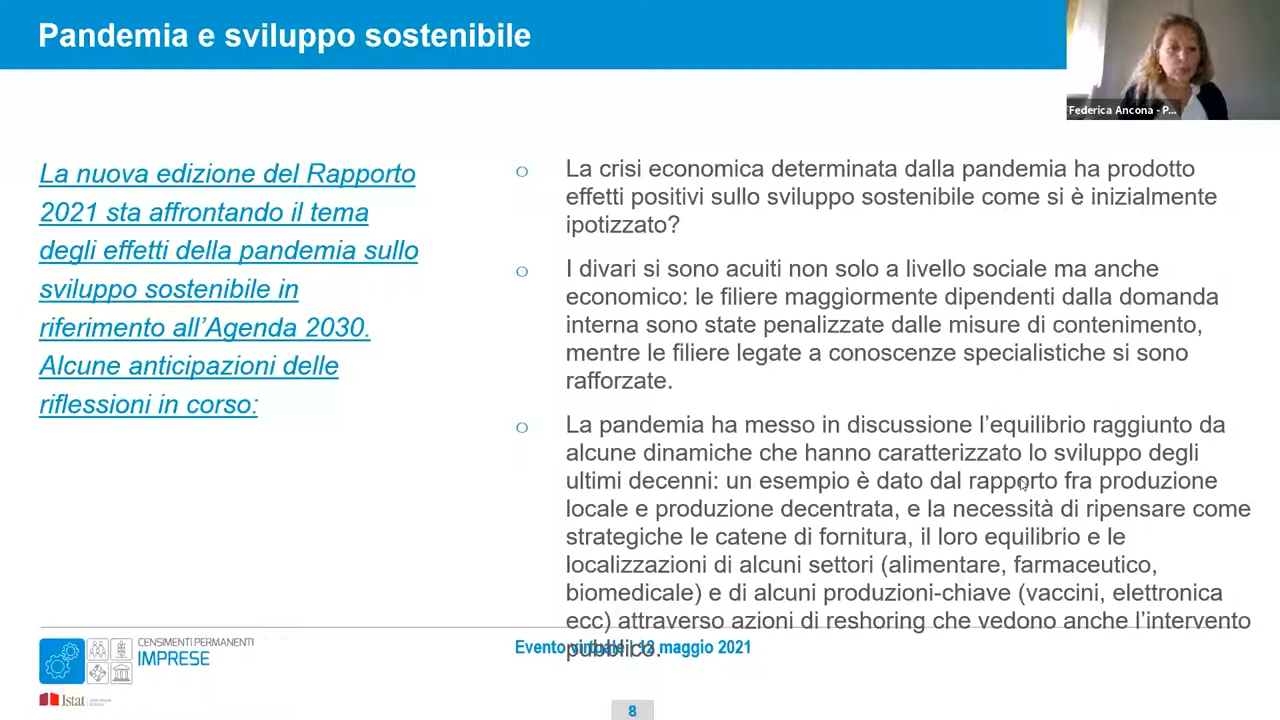 Pandemia e sviluppo sostenibile
Federica Ancona - P...
La nuova edizione del Rapporto
2021 sta affrontando il tema
degli effetti della pandemia sullo
sviluppo sostenibile in
riferimento all’Agenda 2030.
Alcune anticipazioni delle
riflessioni in corso:
o La crisi economica determinata dalla pandemia ha prodotto
effetti positivi sullo sviluppo sostenibile come si è inizialmente
ipotizzato?
o I divari si sono acuiti non solo a livello sociale ma anche
economico: le filiere maggiormente dipendenti dalla domanda
interna sono state penalizzate dalle misure di contenimento,
mentre le filiere legate a conoscenze specialistiche si sono
rafforzate.
o La pandemia ha messo in discussione l’equilibrio raggiunto da
alcune dinamiche che hanno caratterizzato lo sviluppo degli
ultimi decenni: un esempio è dato dal rapporto fra produzione
locale e produzione decentrata, e la necessità di ripensare come
strategiche le catene di fornitura, il loro equilibrio e le
localizzazioni di alcuni settori (alimentare, farmaceutico,
biomedicale) e di alcuni produzioni-chiave (vaccini, elettronica
ecc) attraverso azioni di reshoring che vedono anche l’intervento
pubblico.
CENSIMENTI PERMANENTI
IMPRESE
Evento virtuale | 12 maggio 2021
Istat
8